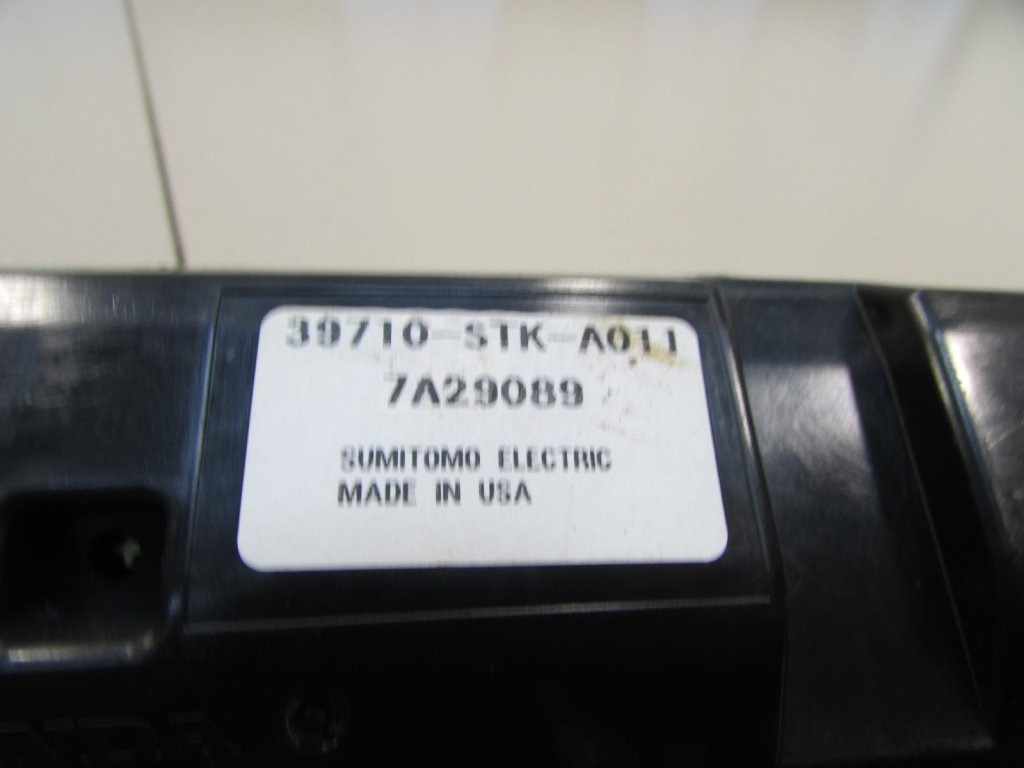 39710-STK-A011
7A29089
SUMITOMO ELECTRIC
MADE IN USA